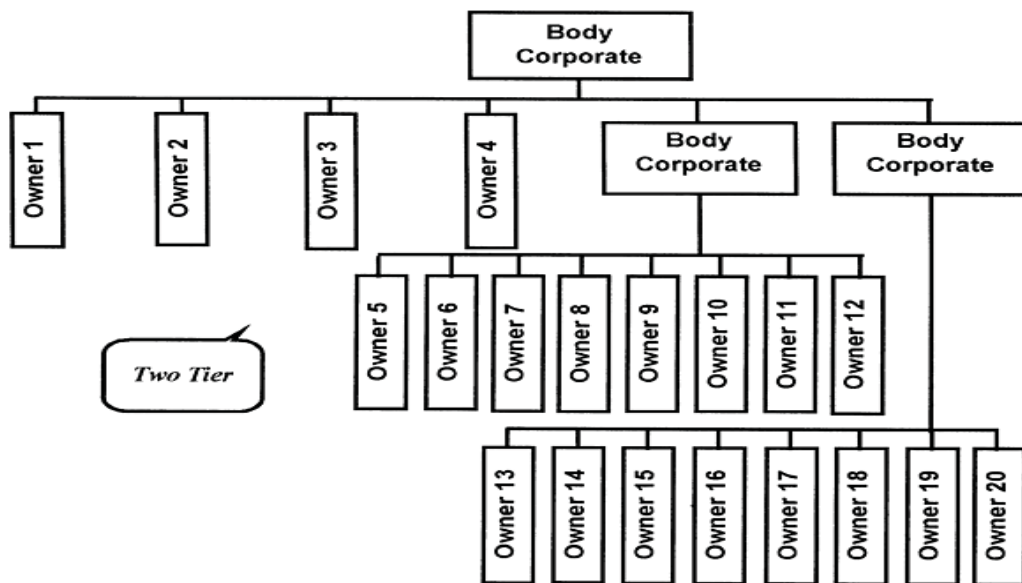 Body
Corporate
Owner 1
Owner 2
Owner 3
Owner 4
Body
Corporate
Body
Corporate
Owner 5
Owner 6
Owner 7
Owner 8
Owner 9
Owner 10
Owner 11
Owner 12
Two Tier
Owner 13
Owner 14
Owner 15
Owner 16
Owner 17
Owner 18
Owner 19
Owner 20